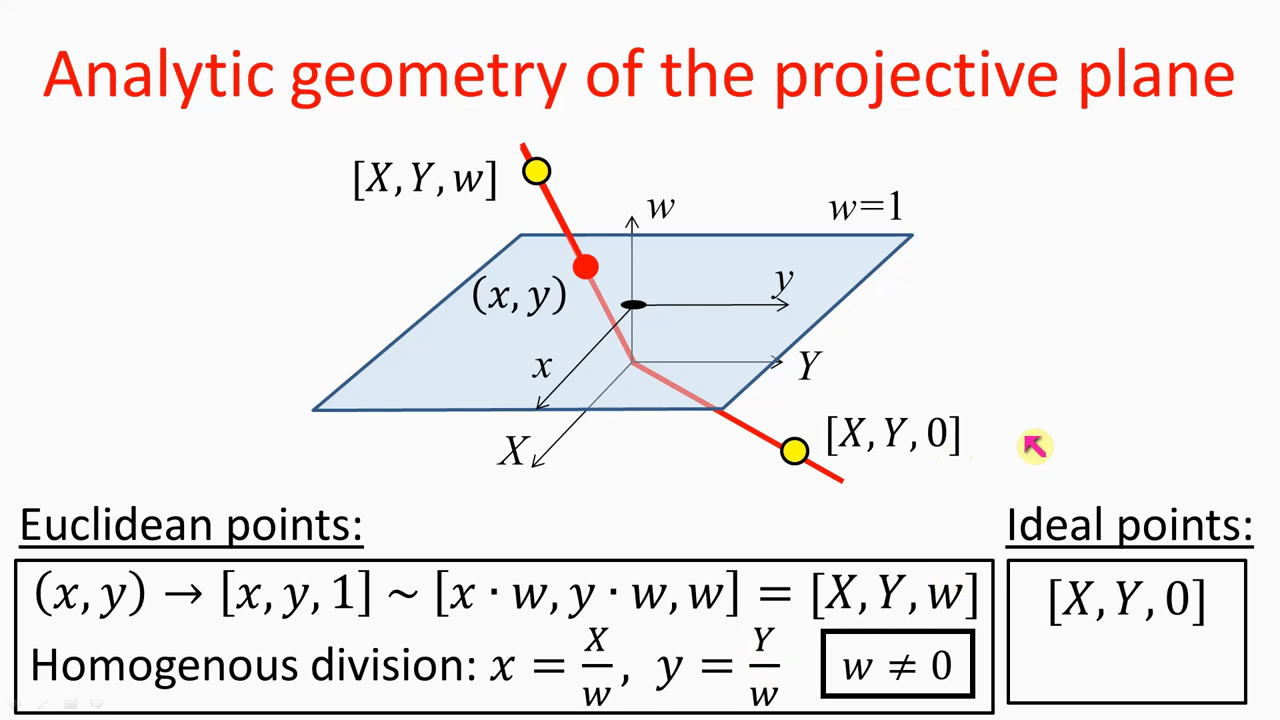 Analytic geometry of the projective plane
[X, Y, w]
w
w=1
(x, y)
y
x
Y
X
[X, Y, 0]
Euclidean points:
(x, y) → [x, y, 1] ~ [x · w, y · w, w] = [X, Y, w]
Homogenous division: x = X/w, y = Y/w
w ≠ 0
Ideal points:
[X, Y, 0]